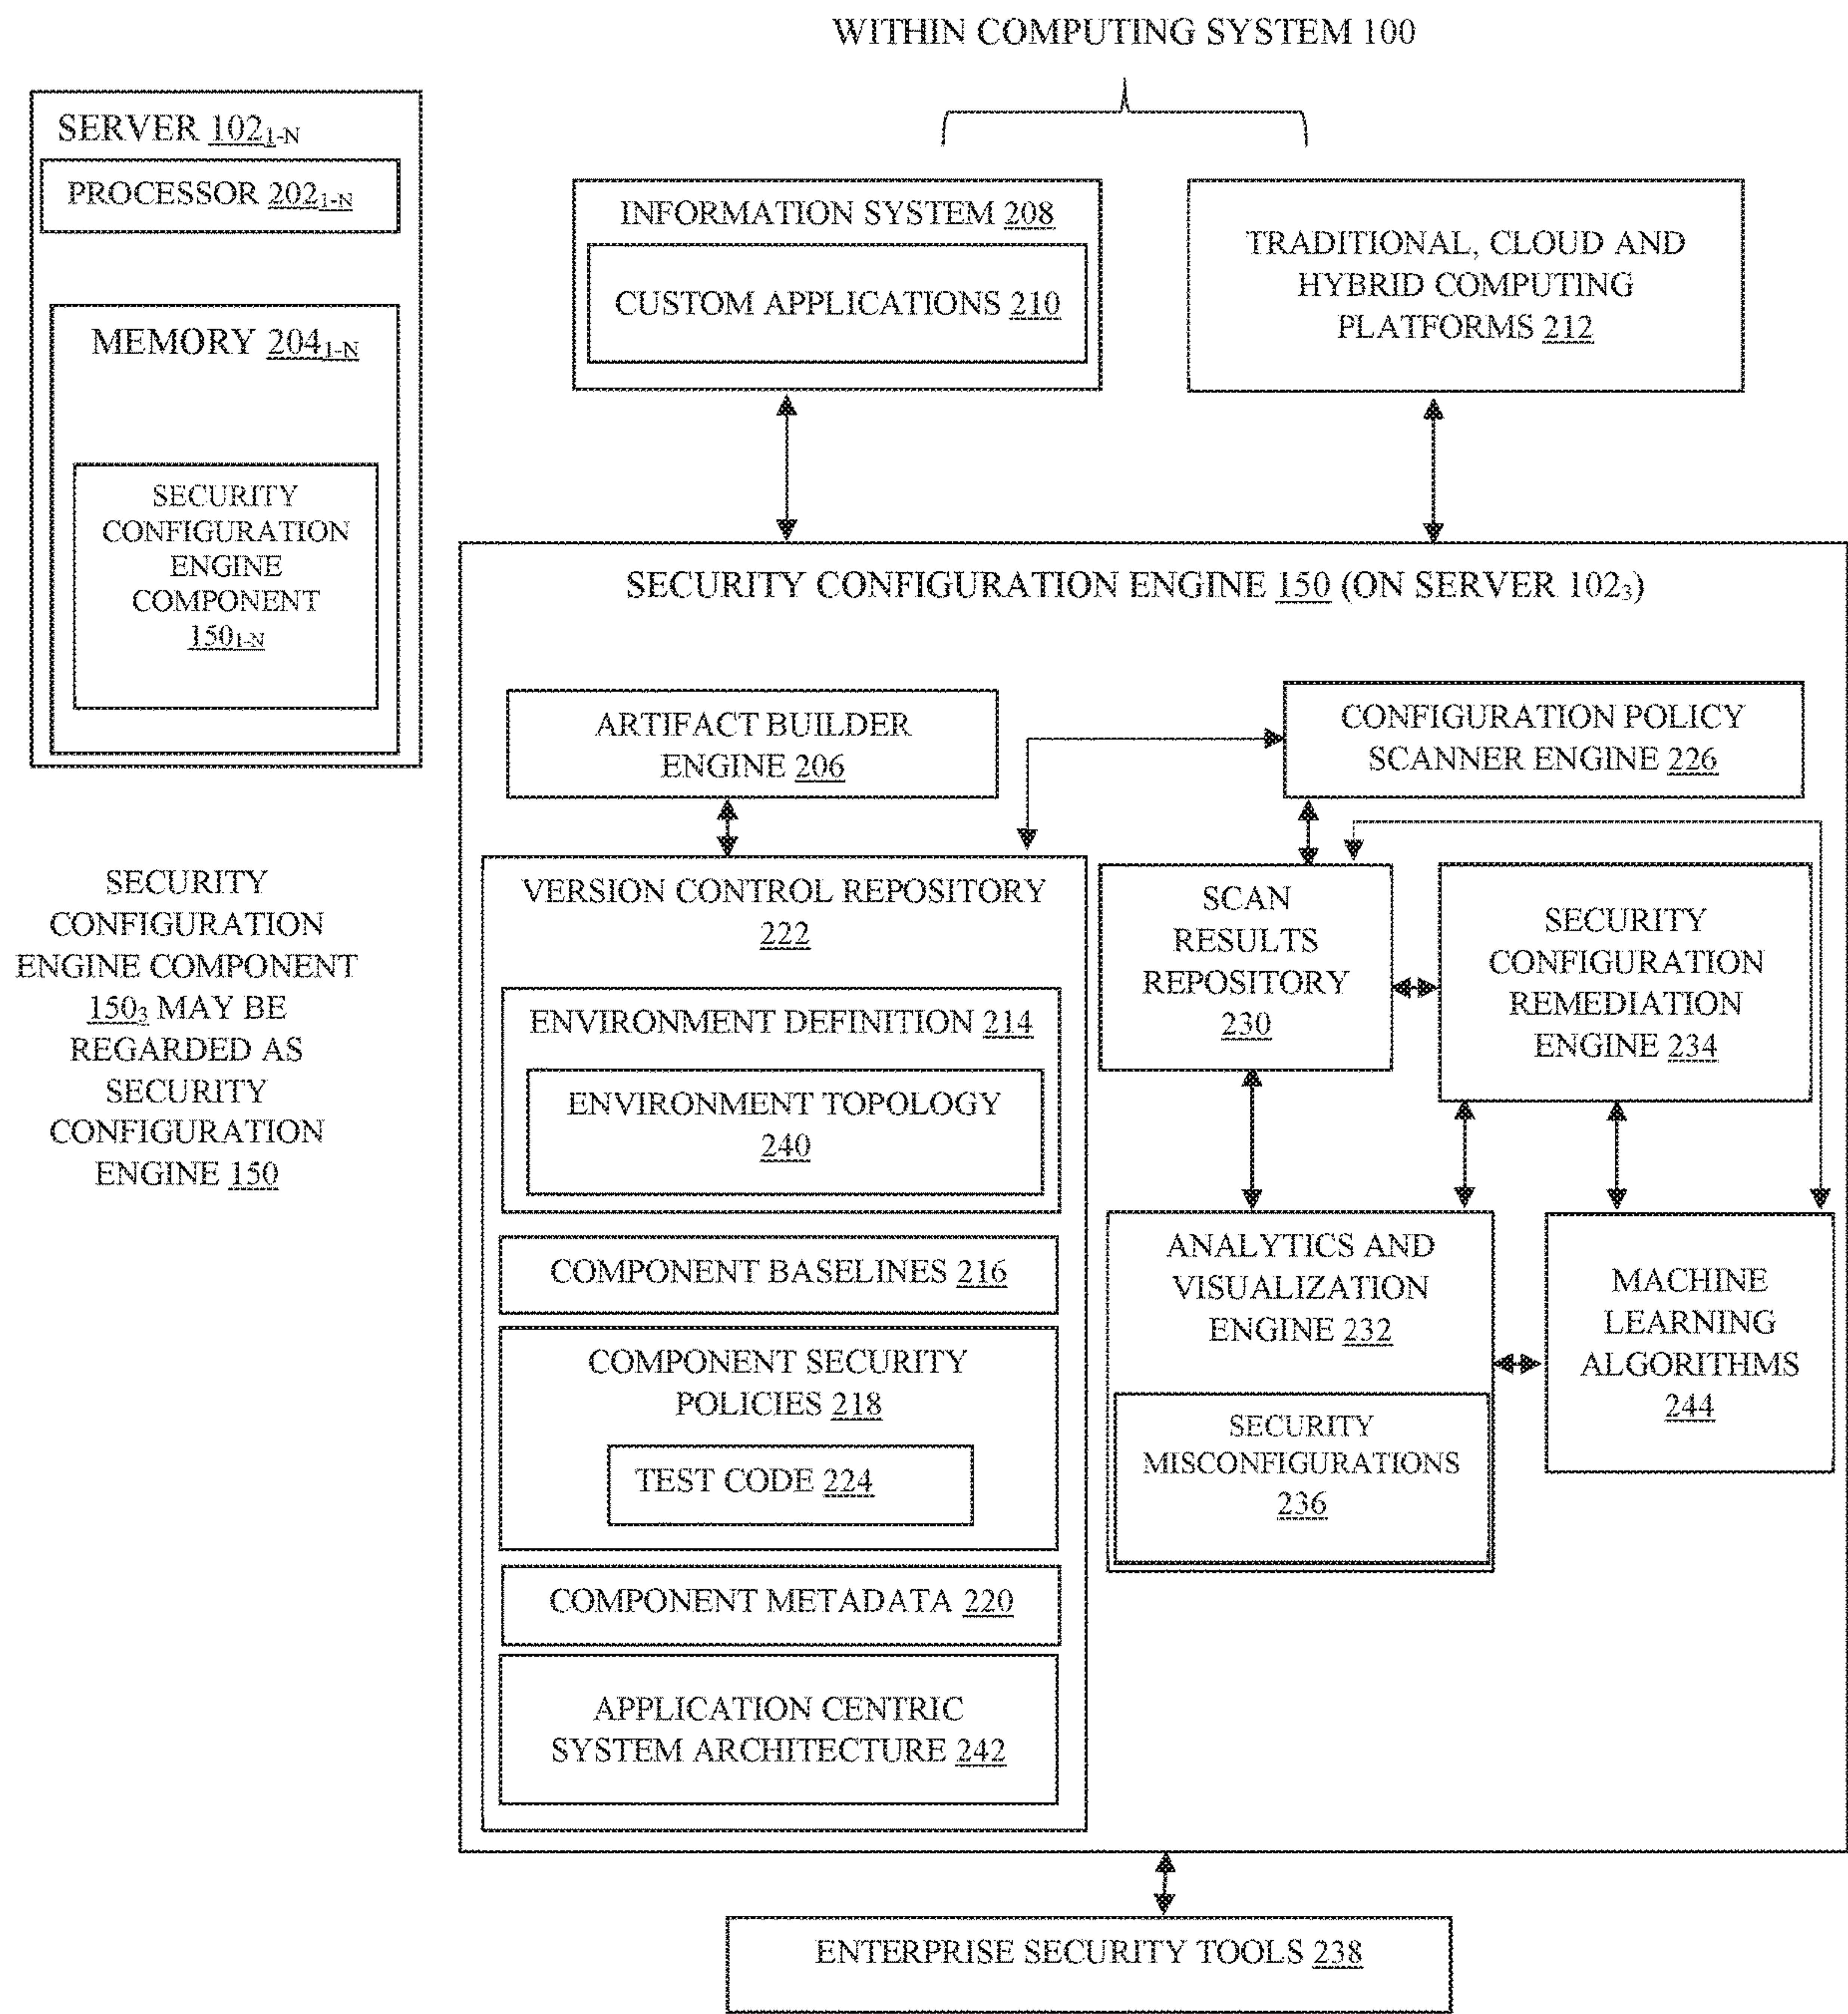 WITHIN COMPUTING SYSTEM 100
SERVER 102₁₋N
PROCESSOR 202₁₋N
MEMORY 204₁₋N
SECURITY
CONFIGURATION
ENGINE
COMPONENT
150₁₋N
SECURITY
CONFIGURATION
ENGINE COMPONENT
150₃ MAY BE
REGARDED AS
SECURITY
CONFIGURATION
ENGINE 150
INFORMATION SYSTEM 208
CUSTOM APPLICATIONS 210
TRADITIONAL, CLOUD AND
HYBRID COMPUTING
PLATFORMS 212
SECURITY CONFIGURATION ENGINE 150 (ON SERVER 102₃)
ARTIFACT BUILDER
ENGINE 206
CONFIGURATION POLICY
SCANNER ENGINE 226
VERSION CONTROL REPOSITORY
222
ENVIRONMENT DEFINITION 214
ENVIRONMENT TOPOLOGY
240
COMPONENT BASELINES 216
COMPONENT SECURITY
POLICIES 218
TEST CODE 224
COMPONENT METADATA 220
APPLICATION CENTRIC
SYSTEM ARCHITECTURE 242
SCAN
RESULTS
REPOSITORY
230
SECURITY
CONFIGURATION
REMEDIATION
ENGINE 234
ANALYTICS AND
VISUALIZATION
ENGINE 232
SECURITY
MISCONFIGURATIONS
236
MACHINE
LEARNING
ALGORITHMS
244
ENTERPRISE SECURITY TOOLS 238